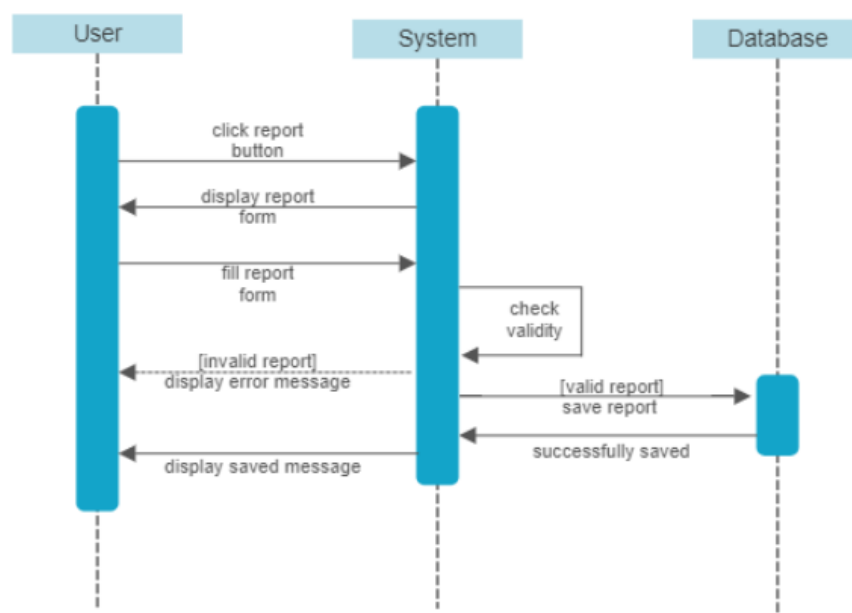 User
System
Database
click report
button
display report
form
fill report
form
check
validity
[invalid report]
display error message
[valid report]
save report
successfully saved
display saved message